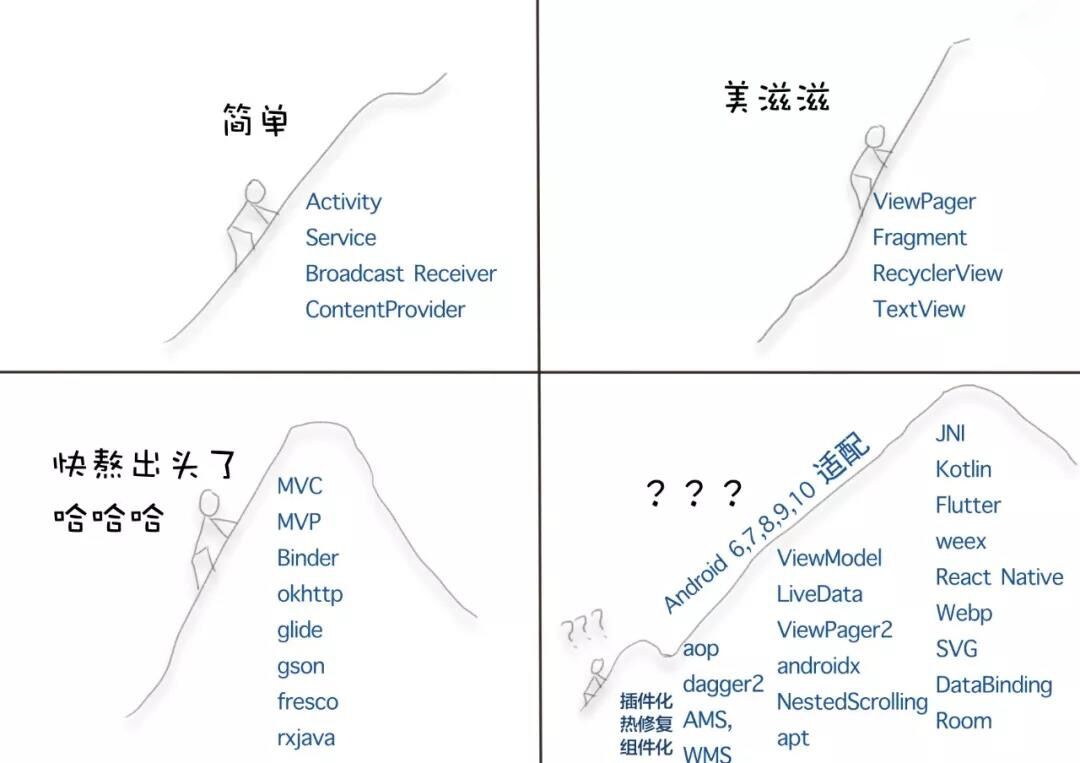 简单
Activity
Service
Broadcast Receiver
ContentProvider
美滋滋
ViewPager
Fragment
RecyclerView
TextView
快熬出头了
哈哈哈
MVC
MVP
Binder
okhttp
glide
gson
fresco
rxjava
? ? ?
Android 6,7,8,9,10 适配
???
插件化
热修复
组件化
aop
dagger2
AMS,
WMS
ViewModel
LiveData
ViewPager2
androidx
NestedScrolling
apt
JNI
Kotlin
Flutter
weex
React Native
Webp
SVG
DataBinding
Room